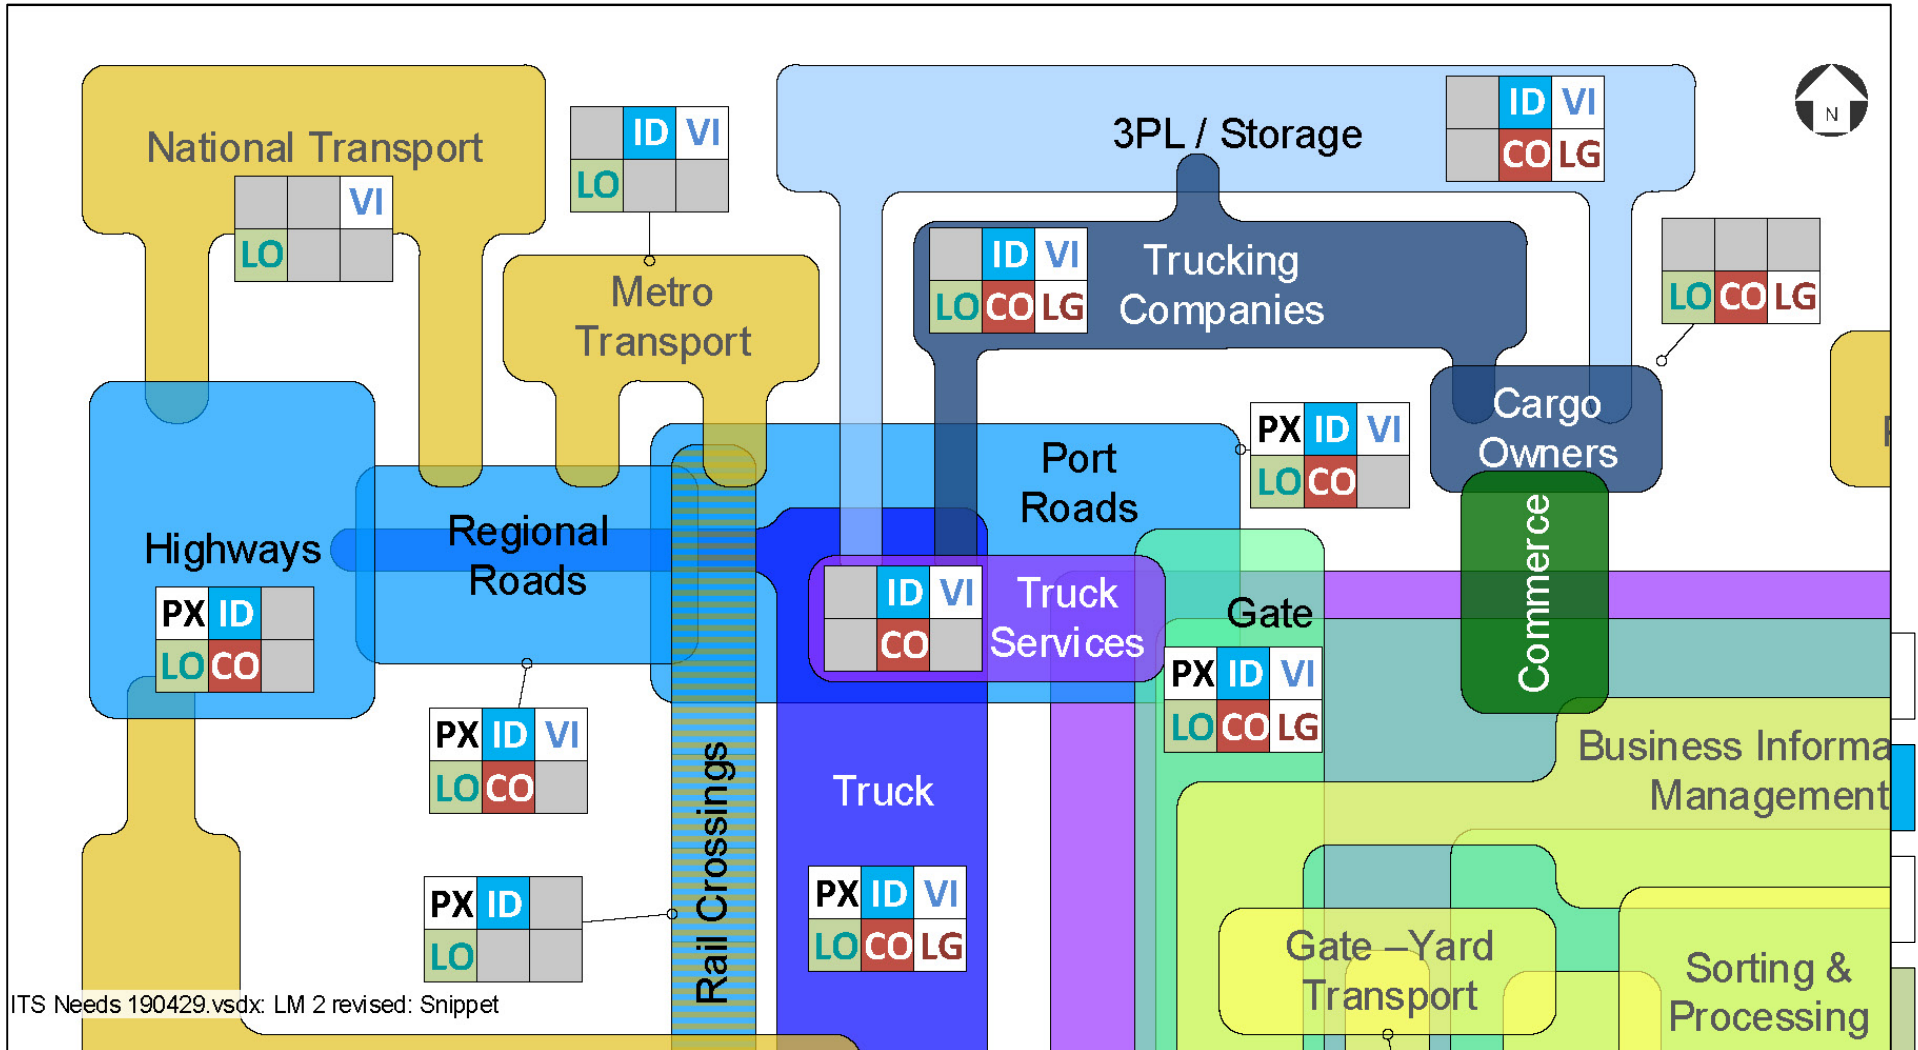 National Transport
VI
LO
ID VI
LO
3PL / Storage
ID VI
CO LG
N
Metro
Transport
ID VI
LO CO LG
Trucking
Companies
LO CO LG
Cargo
Owners
Port
Roads
PX ID VI
LO CO
Highways
PX ID
LO CO
Regional
Roads
ID VI
CO
Truck
Services
Gate
PX ID VI
LO CO LG
Commerce
PX ID VI
LO CO
Rail Crossings
Truck
PX ID VI
LO CO LG
Business Informa
Management
PX ID
LO
Gate –Yard
Transport
Sorting &
Processing
ITS Needs 190429.vsdx: LM 2 revised: Snippet